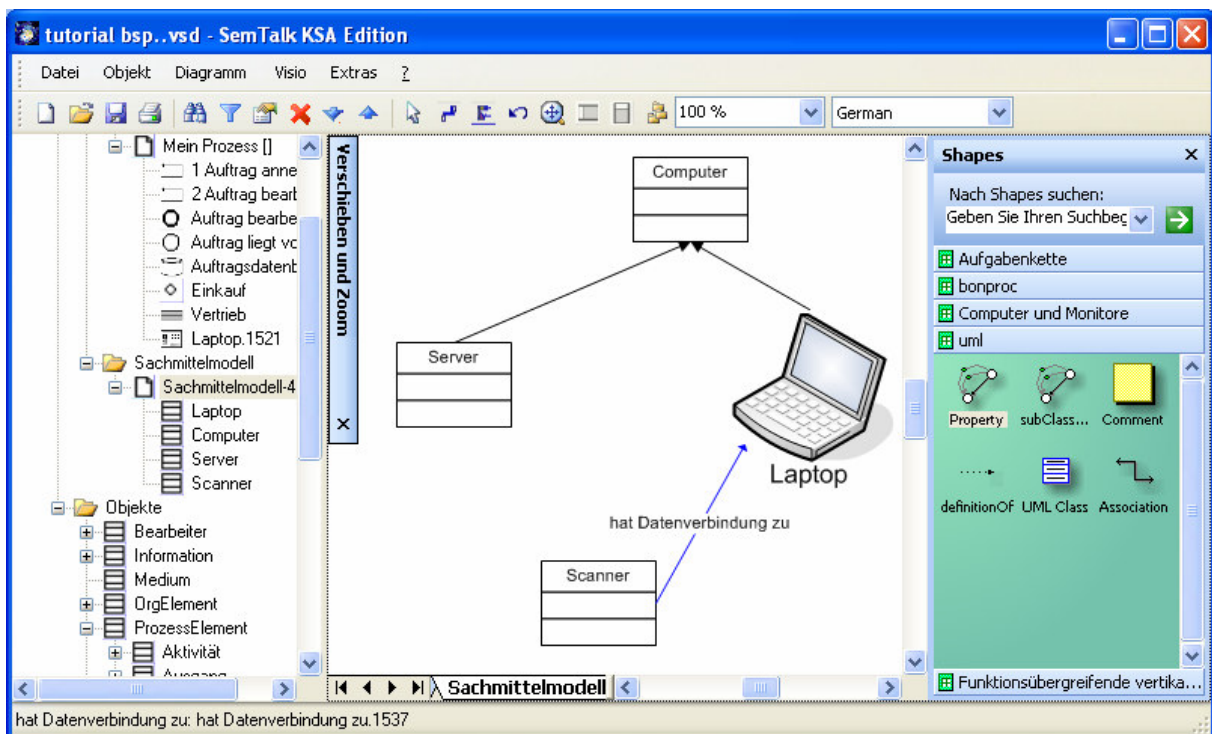 tutorial bsp..vsd - SemTalk KSA Edition
Datei Objekt Diagramm Visio Extras ?
100 % German
Mein Prozess []
1 Auftrag anne
2 Auftrag bearb
Auftrag bearbe
Auftrag liegt vo
Auftragsdatenb
Einkauf
Vertrieb
Laptop.1521
Sachmittelmodell
Sachmittelmodell-4
Laptop
Computer
Server
Scanner
Objekte
Bearbeiter
Information
Medium
OrgElement
ProzessElement
Aktivität
Ausgang
Verschieben und Zoom
Computer
Server
Laptop
hat Datenverbindung zu
Scanner
Sachmittelmodell
Shapes
Nach Shapes suchen:
Geben Sie Ihren Suchbeg
Aufgabenkette
bonproc
Computer und Monitore
uml
Property subClass... Comment
definitionOf UML Class Association
Funktionsübergreifende vertika...
hat Datenverbindung zu: hat Datenverbindung zu.1537